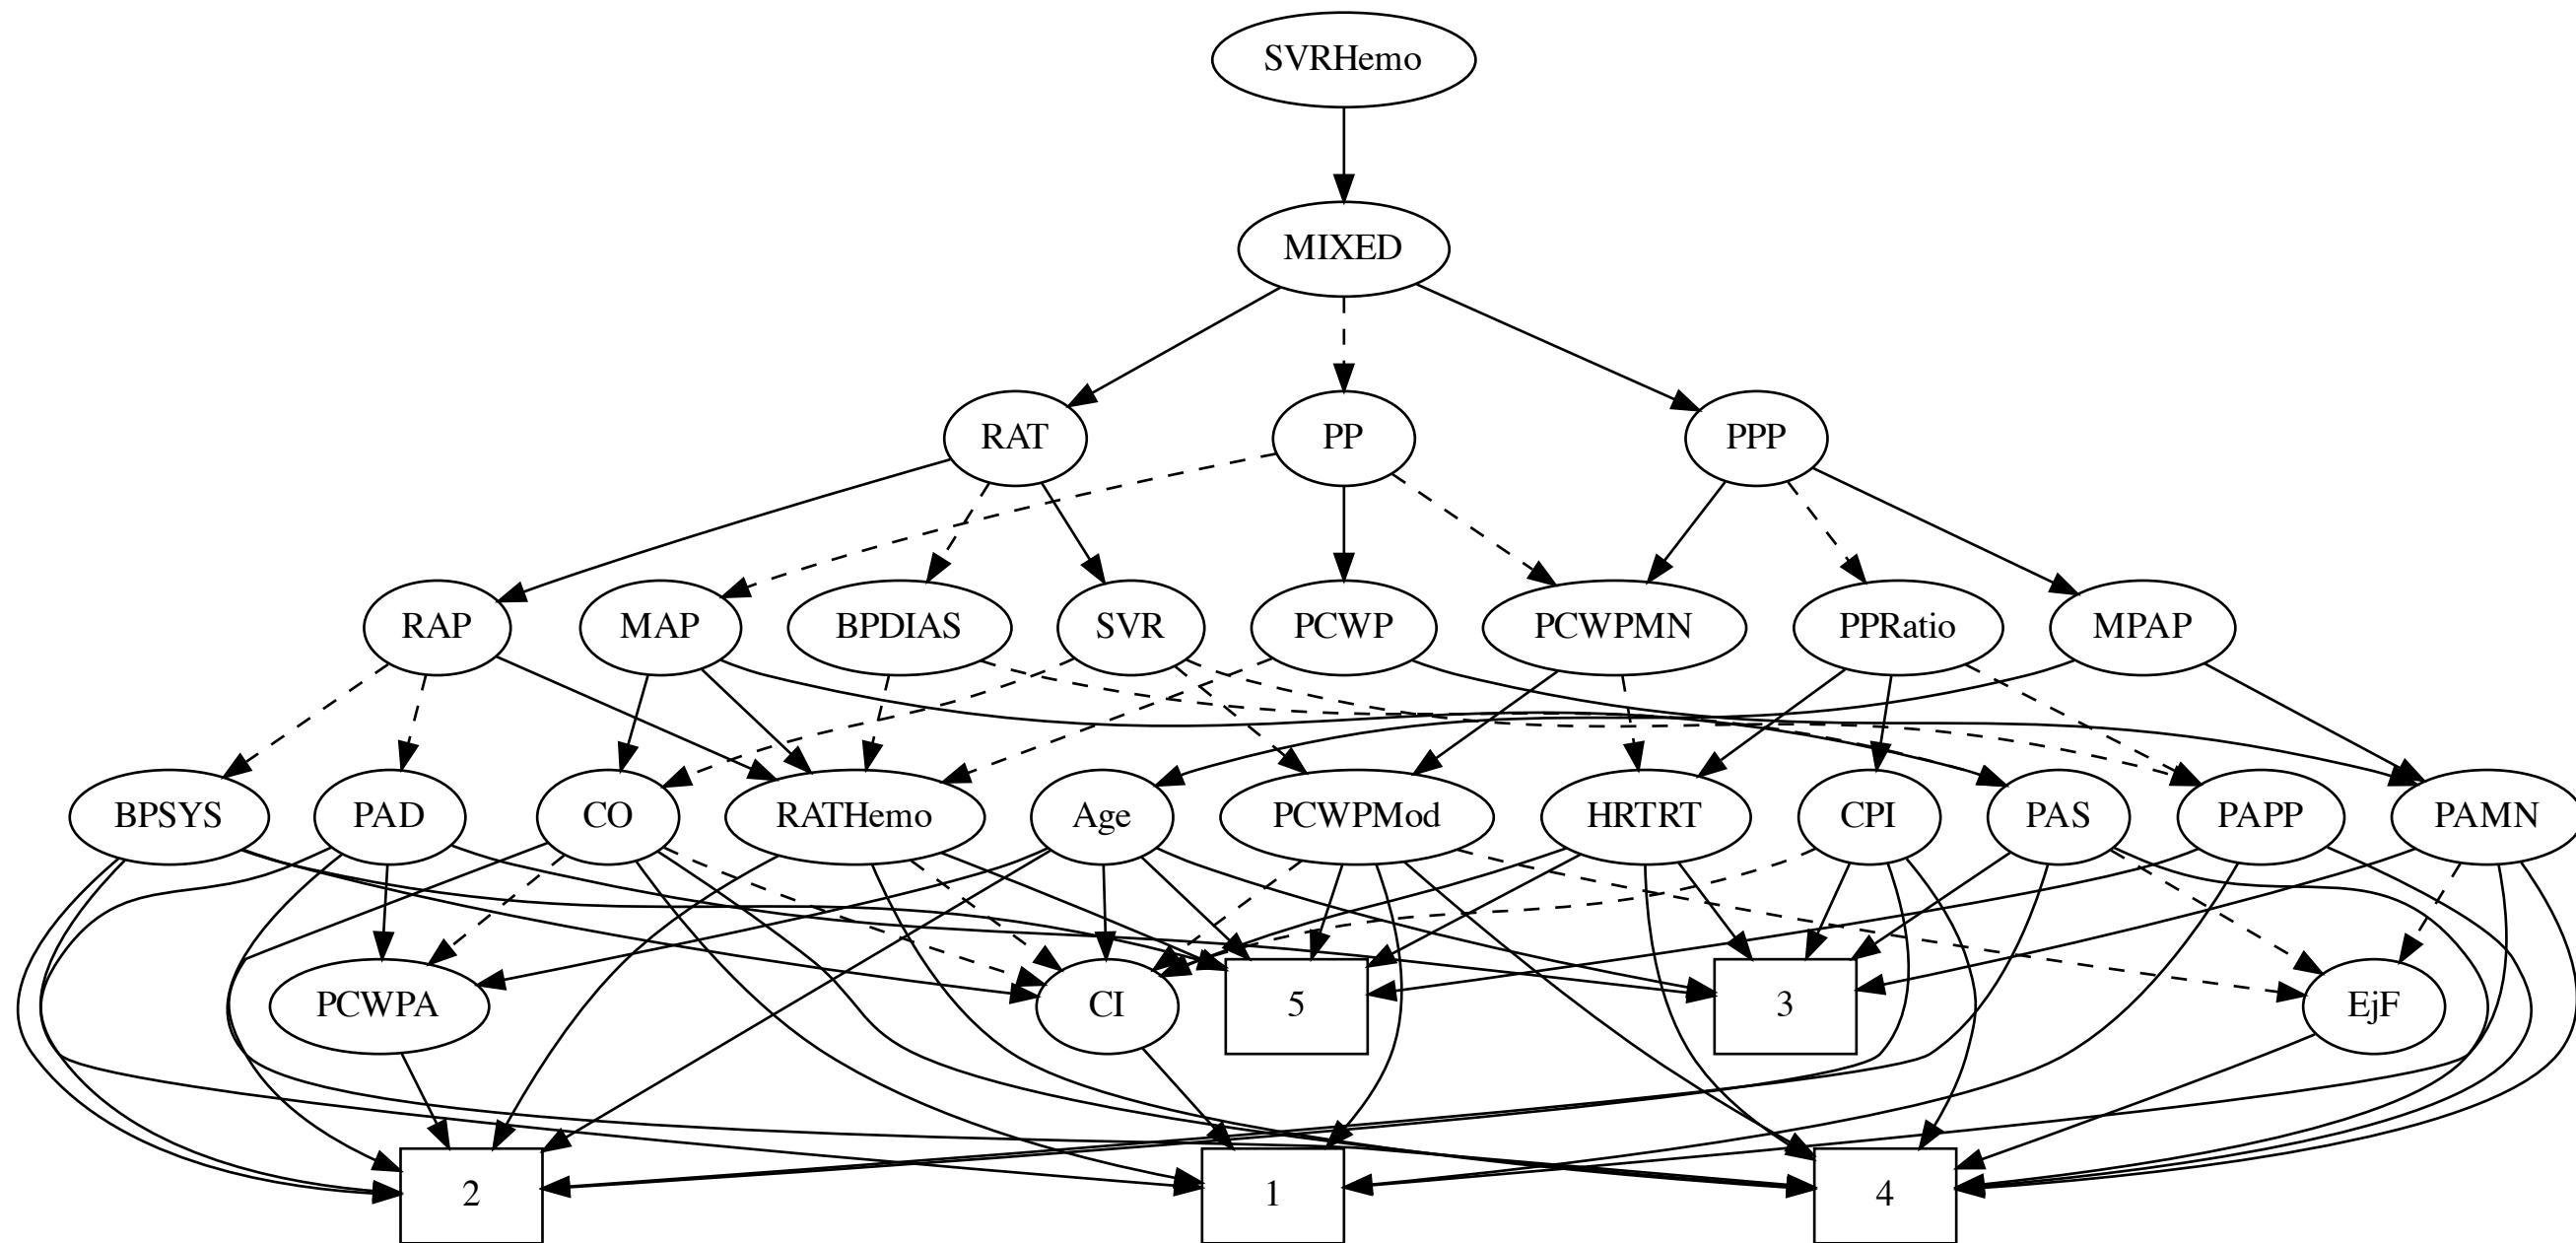 SVRHemo
MIXED
RAT
PP
PPP
RAP
MAP
BPDIAS
SVR
PCWP
PCWPMN
PPRatio
MPAP
BPSYS
PAD
CO
RATHemo
Age
PCWPMod
HRTRT
CPI
PAS
PAPP
PAMN
PCWPA
CI
5
3
EjF
2
1
4